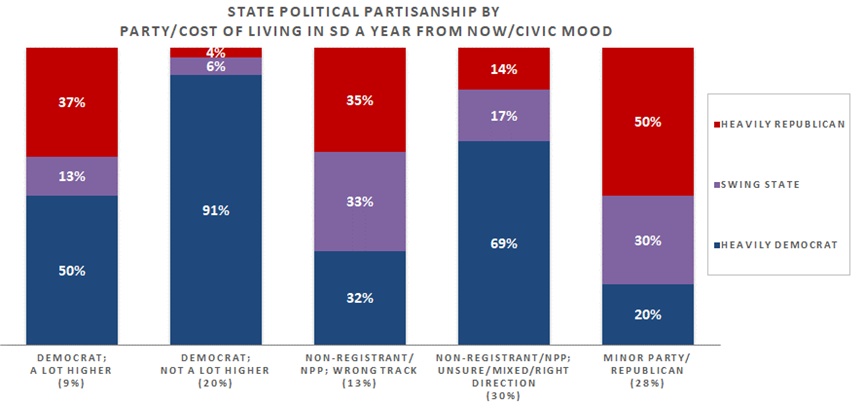 STATE POLITICAL PARTISANSHIP BY
PARTY/COST OF LIVING IN SD A YEAR FROM NOW/CIVIC MOOD
37%
13%
50%
4%
6%
91%
35%
33%
32%
14%
17%
69%
50%
30%
20%
HEAVILY REPUBLICAN
SWING STATE
HEAVILY DEMOCRAT
DEMOCRAT;
A LOT HIGHER
(9%)
DEMOCRAT;
NOT A LOT HIGHER
(20%)
NON-REGISTRANT/
NPP; WRONG TRACK
(13%)
NON-REGISTRANT/NPP;
UNSURE/MIXED/RIGHT
DIRECTION
(30%)
MINOR PARTY/
REPUBLICAN
(28%)